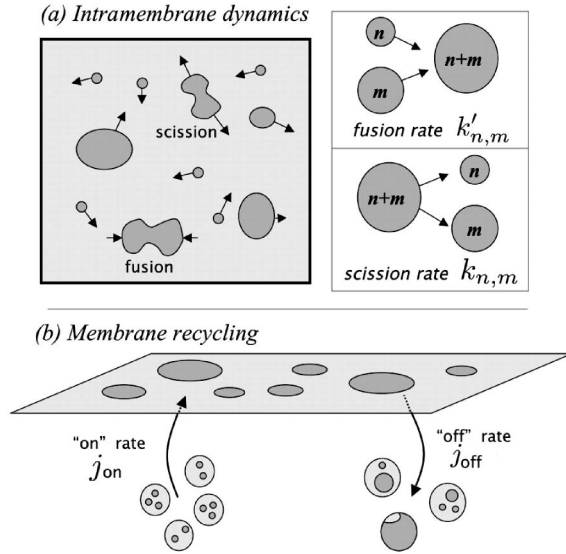 (a) Intramembrane dynamics
scission
fusion
n
m
n+m
fusion rate k′n,m
n+m
n
m
scission rate kn,m
(b) Membrane recycling
"on" rate
jon
"off" rate
joff